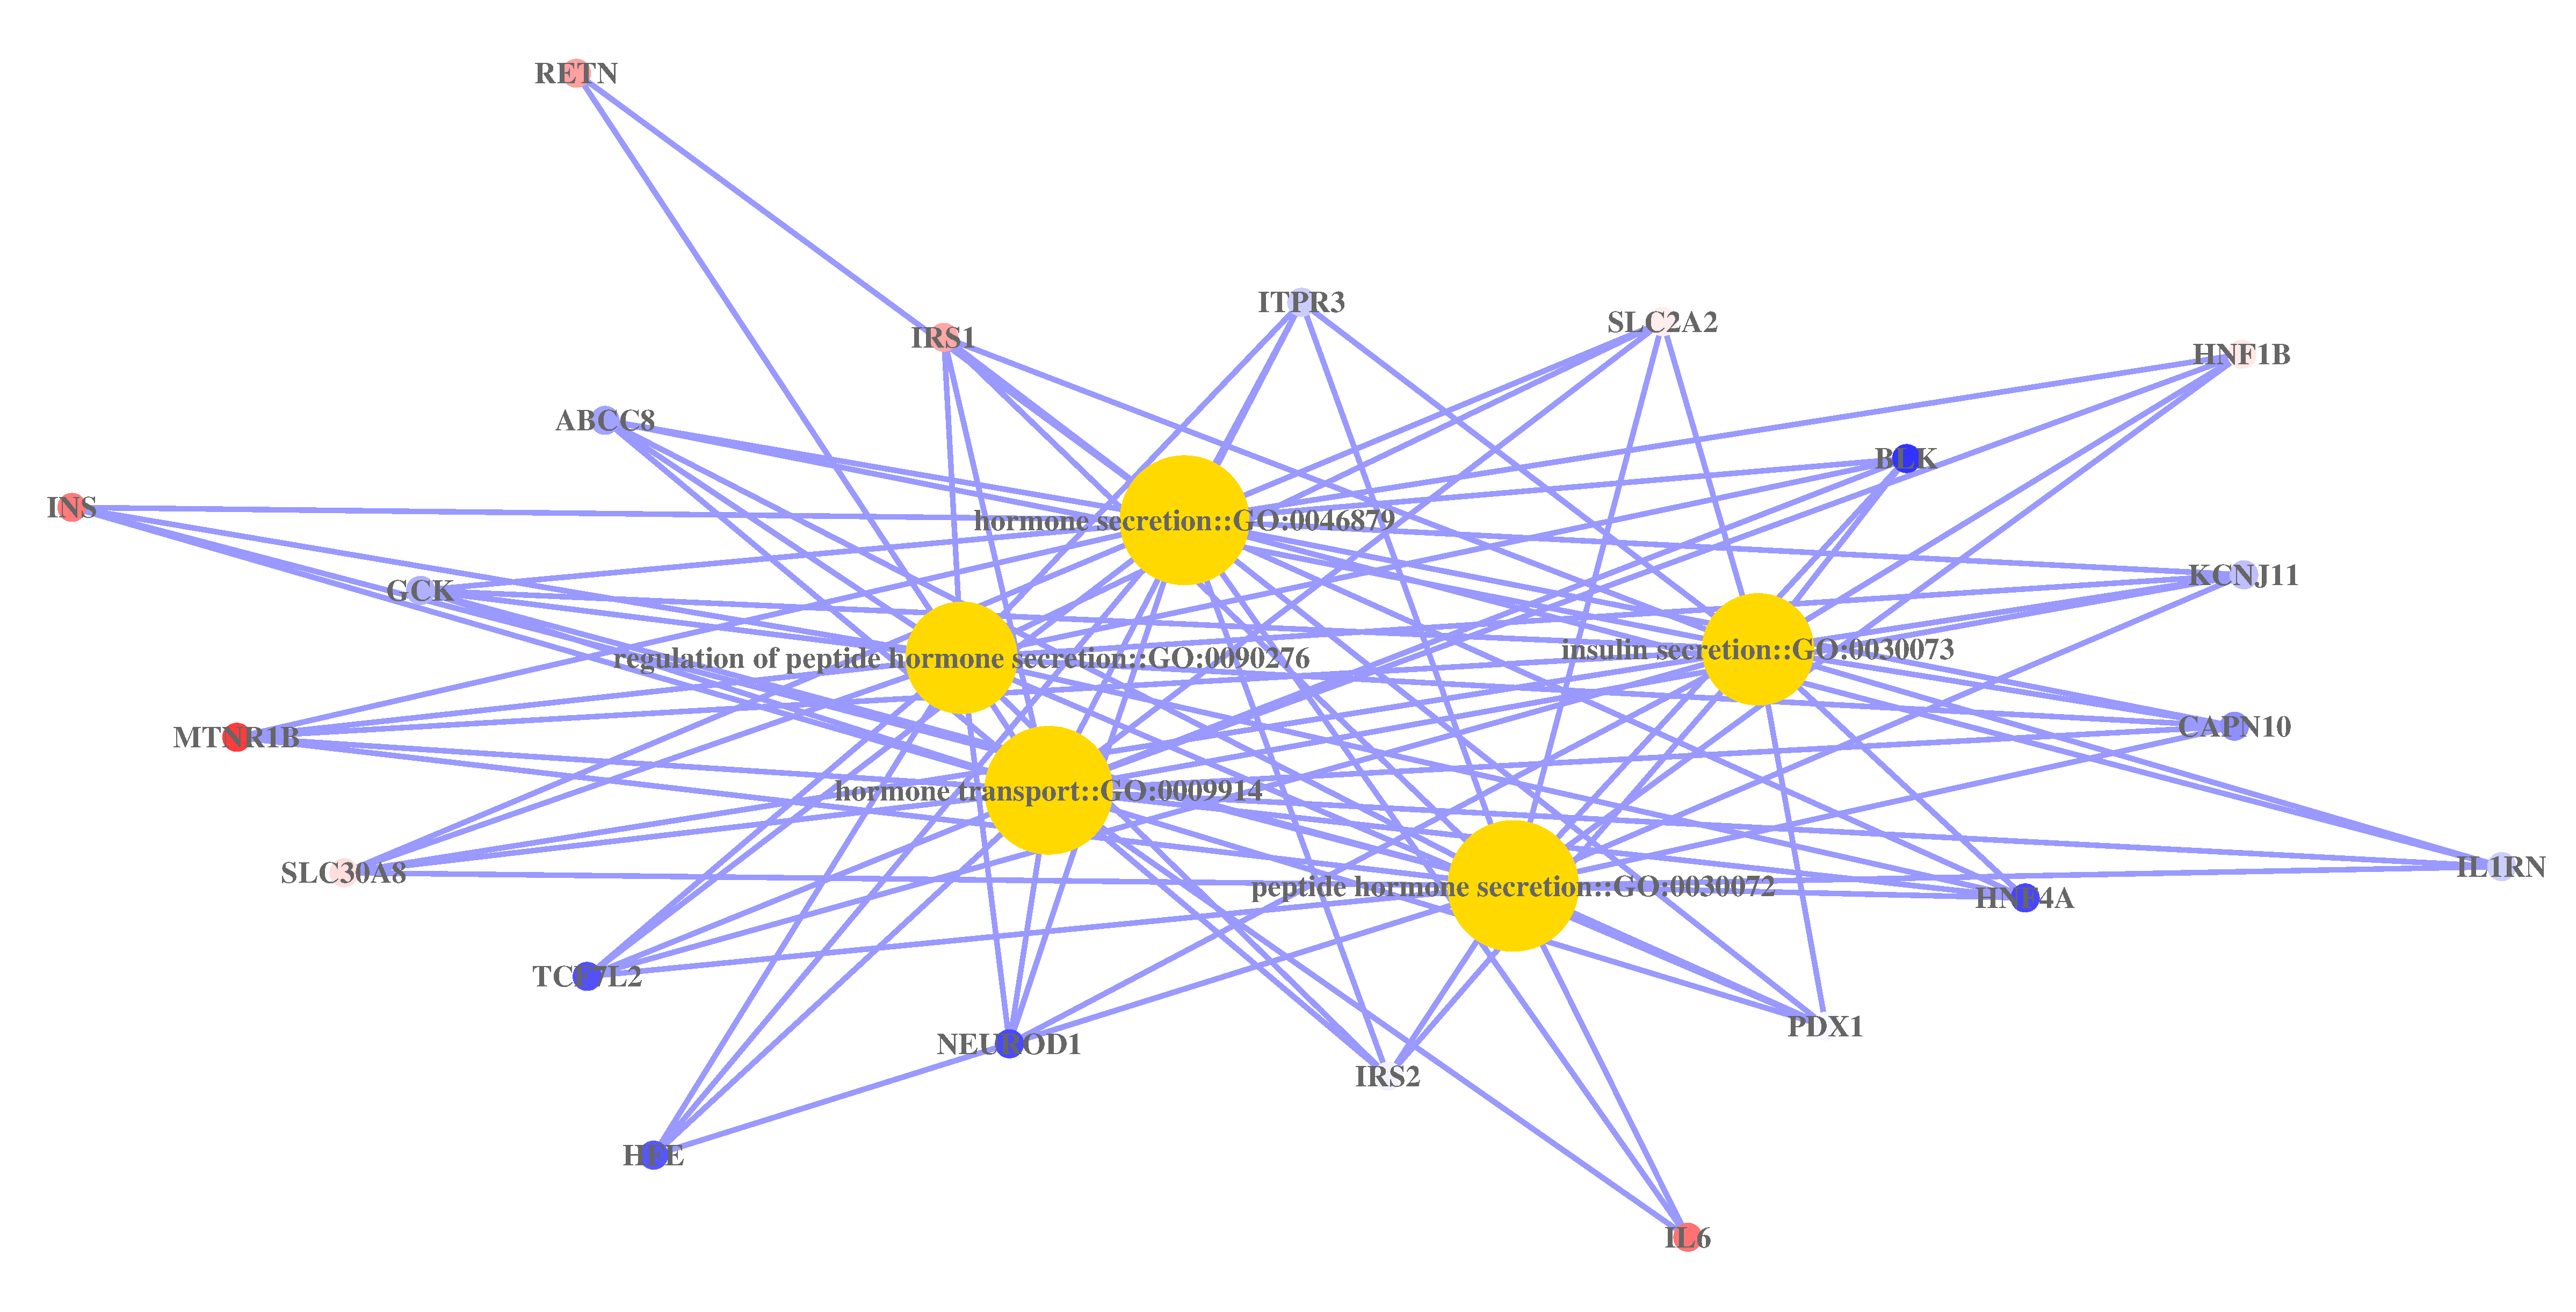 RETN
ITPR3
SLC2A2
IRS1
HNF1B
ABCC8
BLK
INS
hormone secretion::GO:0046879
KCNJ11
GCK
insulin secretion::GO:0030073
regulation of peptide hormone secretion::GO:0090276
CAPN10
MTNR1B
hormone transport::GO:0009914
IL1RN
SLC30A8
peptide hormone secretion::GO:0030072
HNF4A
TCF7L2
PDX1
NEUROD1
IRS2
HFE
IL6